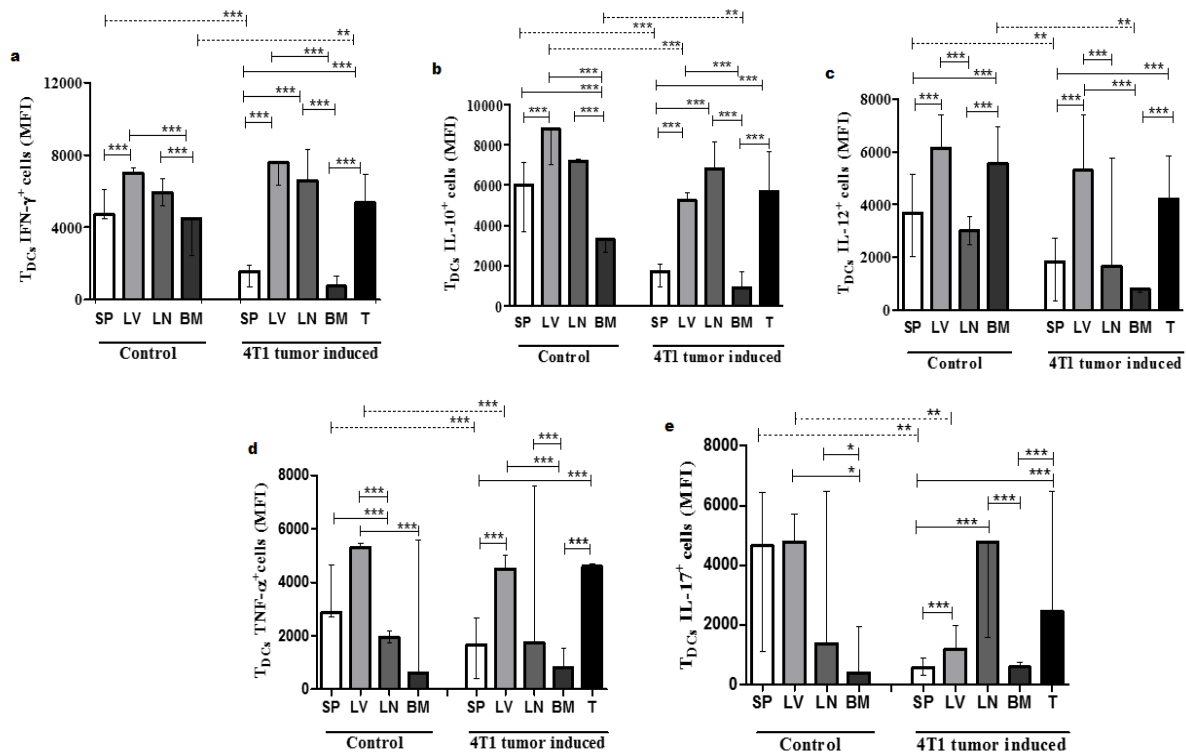 a
T_DCs IFN-γ+ cells (MFI)
12000
8000
4000
0
*** ** *** *** *** *** *** *** *** *** ***
SP LV LN BM SP LV LN BM T
Control 4T1 tumor induced
b
T_DCs IL-10+ cells (MFI)
10000
8000
6000
4000
2000
0
** *** *** *** *** *** *** *** *** *** *** *** ***
SP LV LN BM SP LV LN BM T
Control 4T1 tumor induced
c
T_DCs IL-12+ cells (MFI)
8000
6000
4000
2000
0
** ** *** *** *** *** *** *** *** *** ***
SP LV LN BM SP LV LN BM T
Control 4T1 tumor induced
d
T_DCs TNF-α+cells (MFI)
8000
6000
4000
2000
0
*** *** *** *** *** *** *** *** *** ***
SP LV LN BM SP LV LN BM T
Control 4T1 tumor induced
e
T_DCs IL-17+ cells (MFI)
8000
6000
4000
2000
0
** ** * * *** *** *** *** ***
SP LV LN BM SP LV LN BM T
Control 4T1 tumor induced